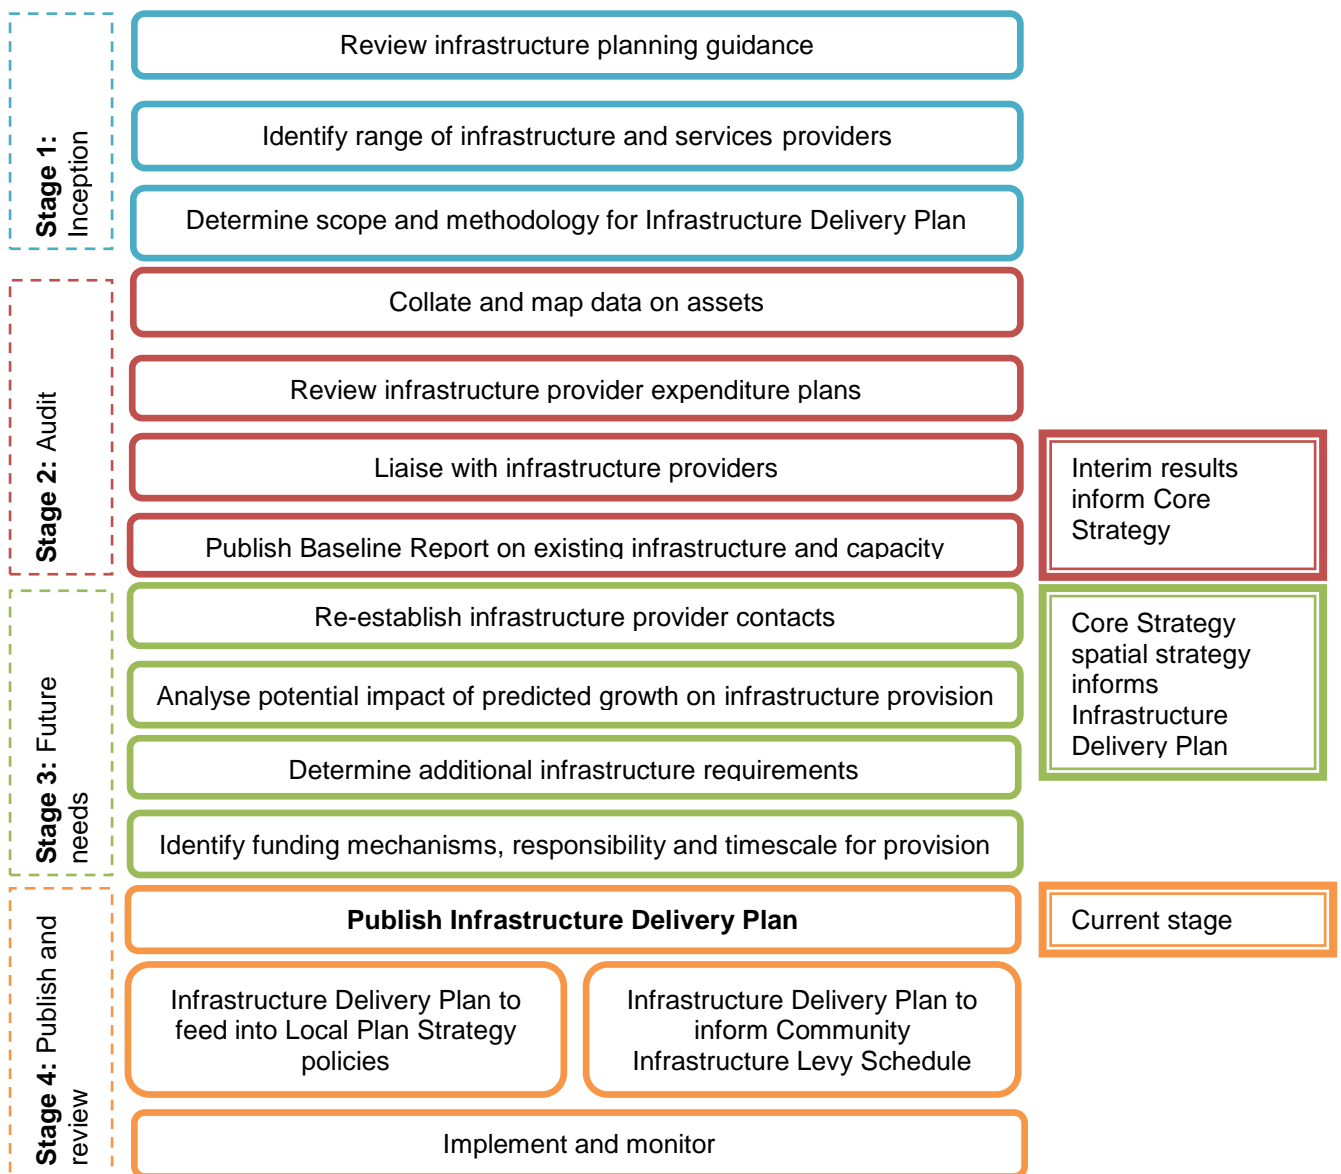 Stage 1:
Inception
Review infrastructure planning guidance
Identify range of infrastructure and services providers
Determine scope and methodology for Infrastructure Delivery Plan
Stage 2: Audit
Collate and map data on assets
Review infrastructure provider expenditure plans
Liaise with infrastructure providers
Publish Baseline Report on existing infrastructure and capacity
Interim results
inform Core
Strategy
Stage 3: Future
needs
Re-establish infrastructure provider contacts
Analyse potential impact of predicted growth on infrastructure provision
Determine additional infrastructure requirements
Identify funding mechanisms, responsibility and timescale for provision
Core Strategy
spatial strategy
informs
Infrastructure
Delivery Plan
Stage 4: Publish and
review
Publish Infrastructure Delivery Plan
Current stage
Infrastructure Delivery Plan to
feed into Local Plan Strategy
policies
Infrastructure Delivery Plan to
inform Community
Infrastructure Levy Schedule
Implement and monitor